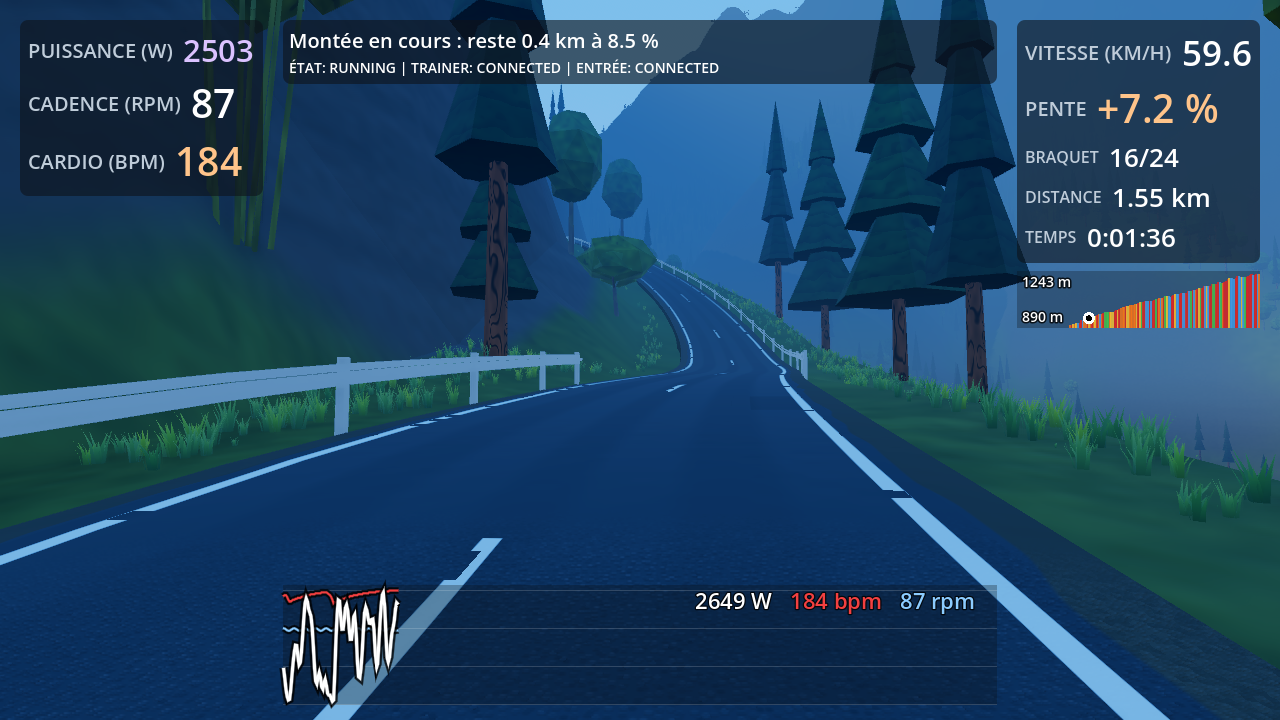 PUISSANCE (W) 2503
CADENCE (RPM) 87
CARDIO (BPM) 184
Montée en cours : reste 0.4 km à 8.5 %
ÉTAT: RUNNING | TRAINER: CONNECTED | ENTRÉE: CONNECTED
VITESSE (KM/H) 59.6
PENTE +7.2 %
BRAQUET 16/24
DISTANCE 1.55 km
TEMPS 0:01:36
1243 m
890 m
2649 W 184 bpm 87 rpm